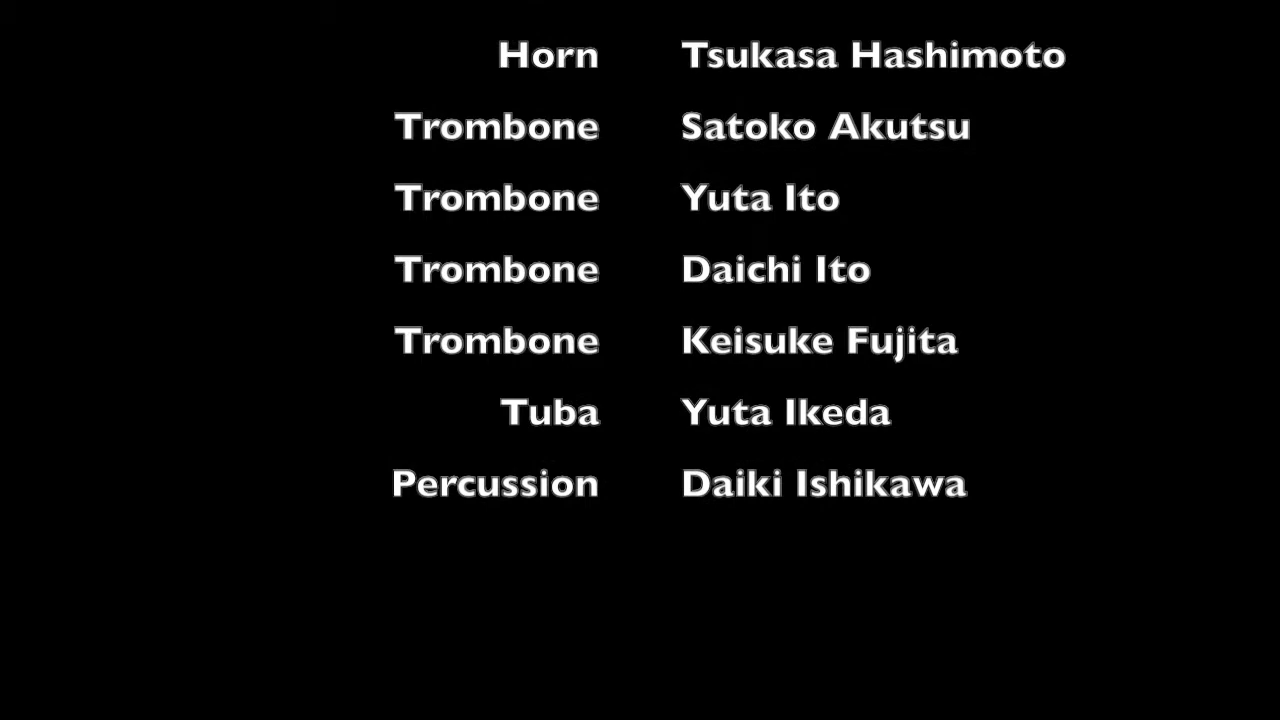 Horn Tsukasa Hashimoto
Trombone Satoko Akutsu
Trombone Yuta Ito
Trombone Daichi Ito
Trombone Keisuke Fujita
Tuba Yuta Ikeda
Percussion Daiki Ishikawa